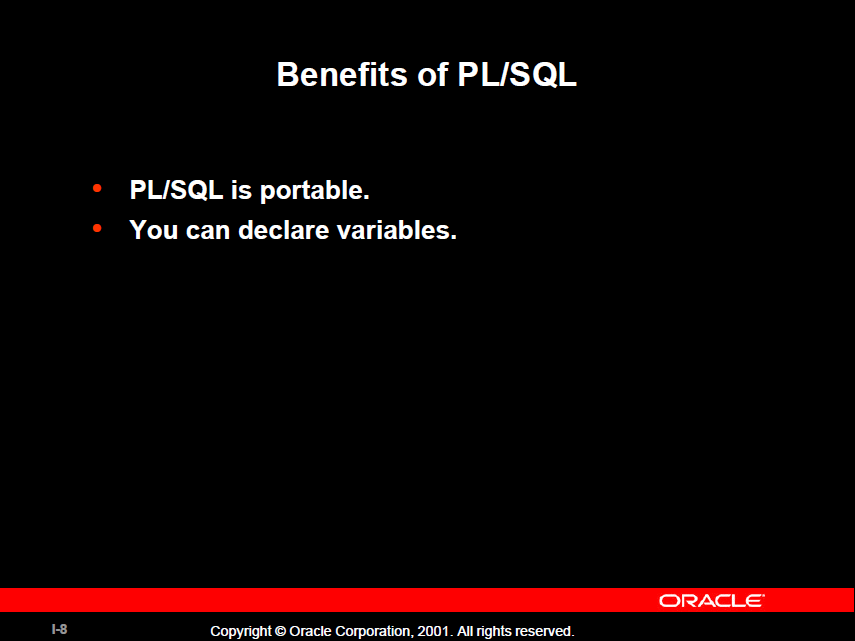 Benefits of PL/SQL
• PL/SQL is portable.
• You can declare variables.
ORACLE®
I-8
Copyright © Oracle Corporation, 2001. All rights reserved.